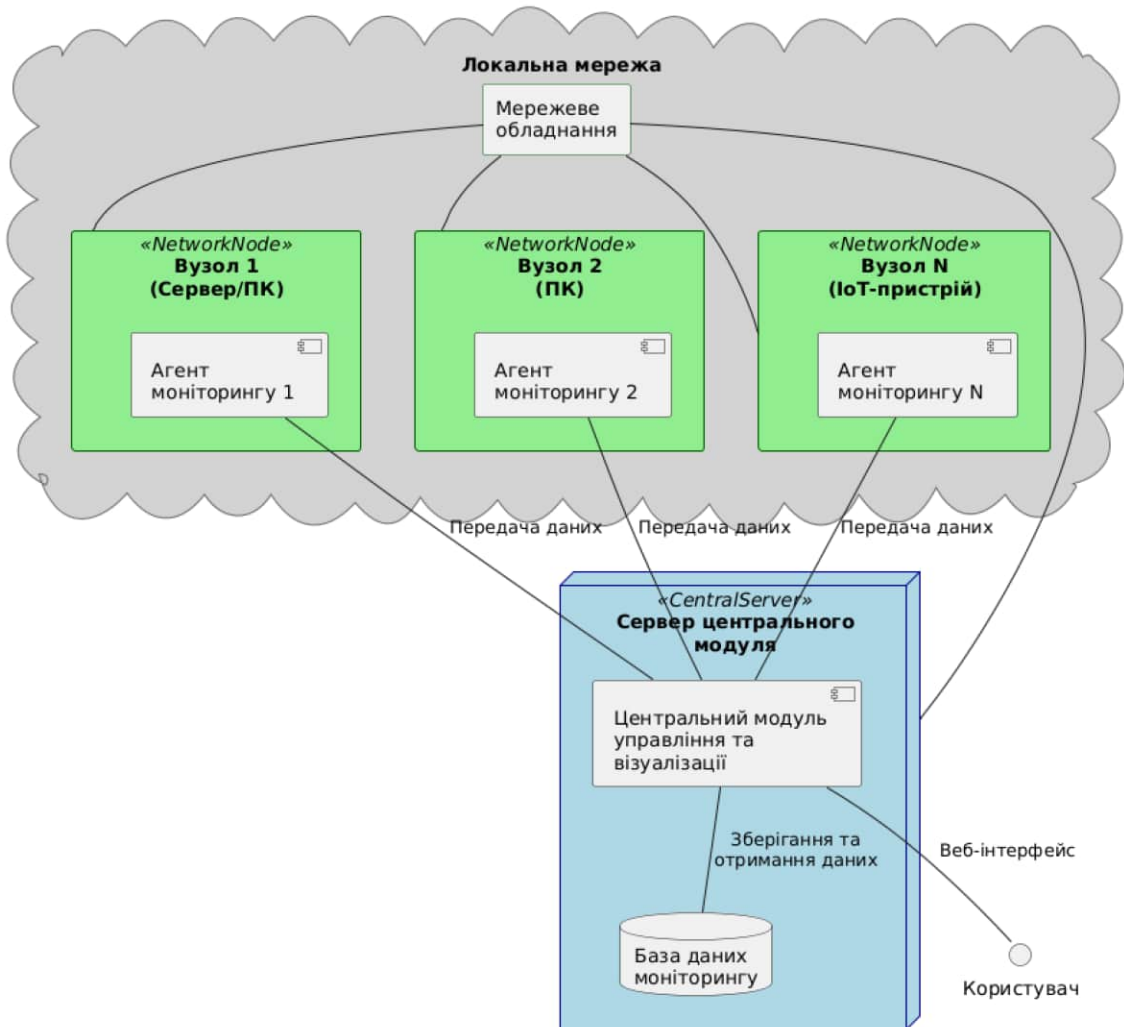 Локальна мережа
Мережеве
обладнання
«NetworkNode»
Вузол 1
(Сервер/ПК)
Агент
моніторингу 1
«NetworkNode»
Вузол 2
(ПК)
Агент
моніторингу 2
«NetworkNode»
Вузол N
(IoT-пристрій)
Агент
моніторингу N
Передача даних
Передача даних
Передача даних
«CentralServer»
Сервер центрального
модуля
Центральний модуль
управління та
візуалізації
Зберігання та
отримання даних
Веб-інтерфейс
База даних
моніторингу
Користувач